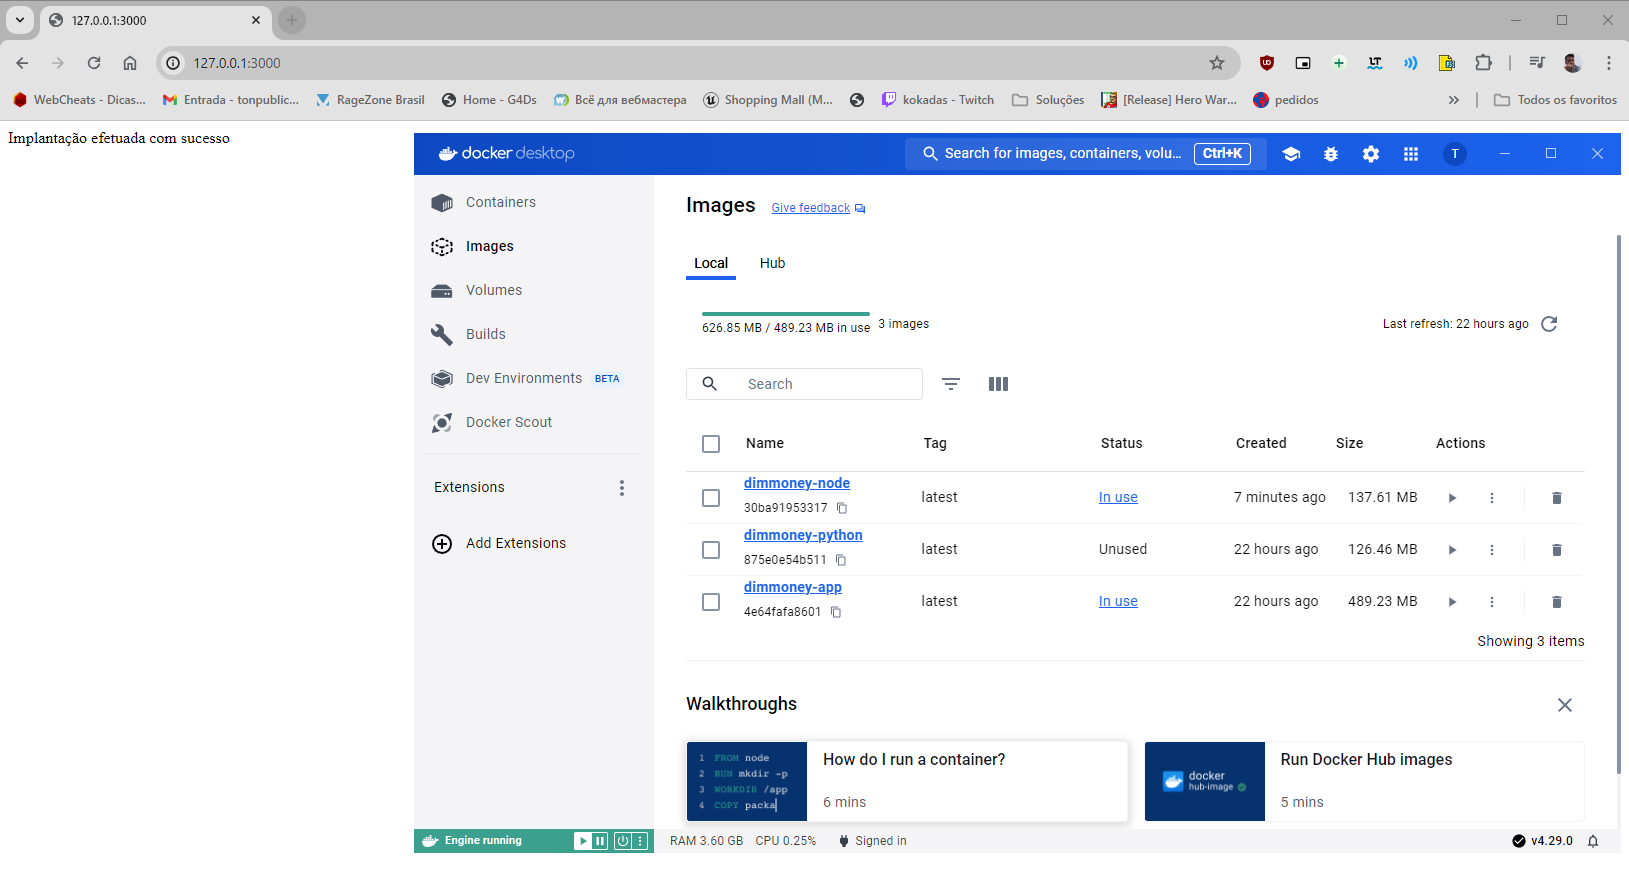 127.0.0.1:3000
127.0.0.1:3000
WebCheats - Dicas...
Entrada - tonpublic...
RageZone Brasil
Home - G4Ds
Всё для вебмастера
Shopping Mall (M...
kokadas - Twitch
Soluções
[Release] Hero War...
pedidos
Todos os favoritos
Implantação efetuada com sucesso
docker desktop
Search for images, containers, volu... Ctrl+K
T
Containers
Images
Volumes
Builds
Dev Environments BETA
Docker Scout
Extensions
Add Extensions
Images Give feedback
Local Hub
626.85 MB / 489.23 MB in use 3 images
Last refresh: 22 hours ago
Search
Name Tag Status Created Size Actions
dimmoney-node
30ba91953317
latest In use 7 minutes ago 137.61 MB
dimmoney-python
875e0e54b511
latest Unused 22 hours ago 126.46 MB
dimmoney-app
4e64fafa8601
latest In use 22 hours ago 489.23 MB
Showing 3 items
Walkthroughs
1 FROM node
2 RUN mkdir -p
3 WORKDIR /app
4 COPY packa
How do I run a container?
6 mins
docker
hub-image
Run Docker Hub images
5 mins
Engine running
RAM 3.60 GB CPU 0.25% Signed in
v4.29.0